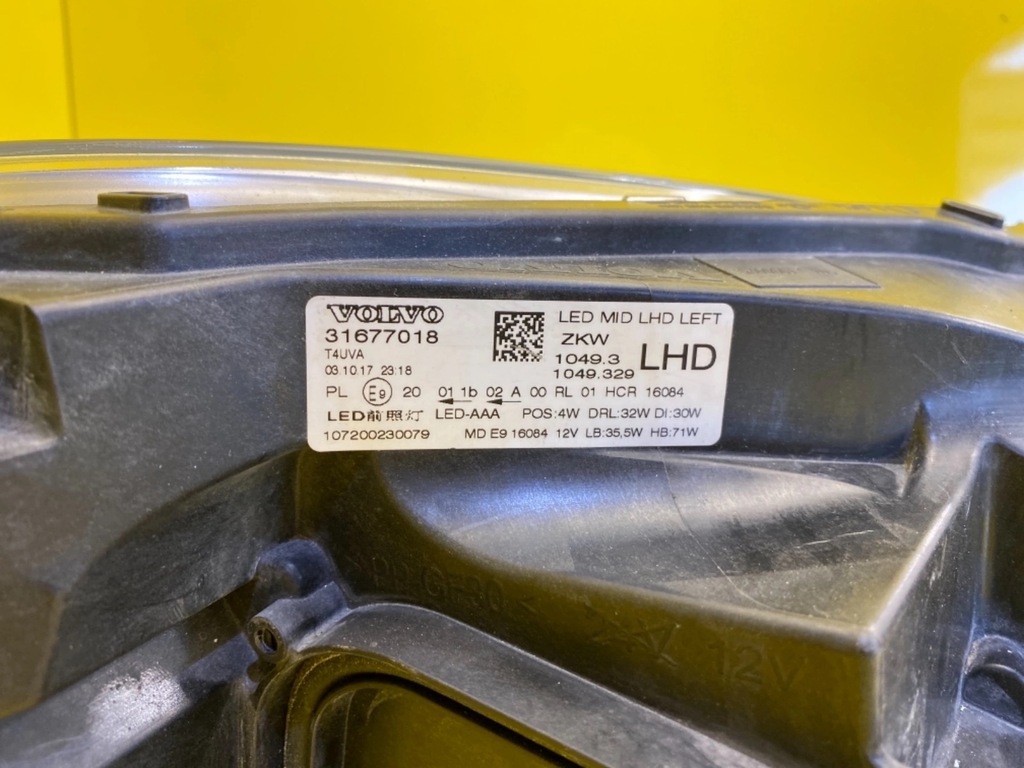 VOLVO
31677018
T4UVA
03 10 17 23:18
LED MID LHD LEFT
ZKW
1049.3
1049.329
LHD
PL E9 20 01 1b 02 A 00 RL 01 HCR 16084
LED前照灯 LED-AAA POS:4W DRL:32W DI:30W
107200230079 MD E9 16084 12V LB:35,5W HB:71W
12V